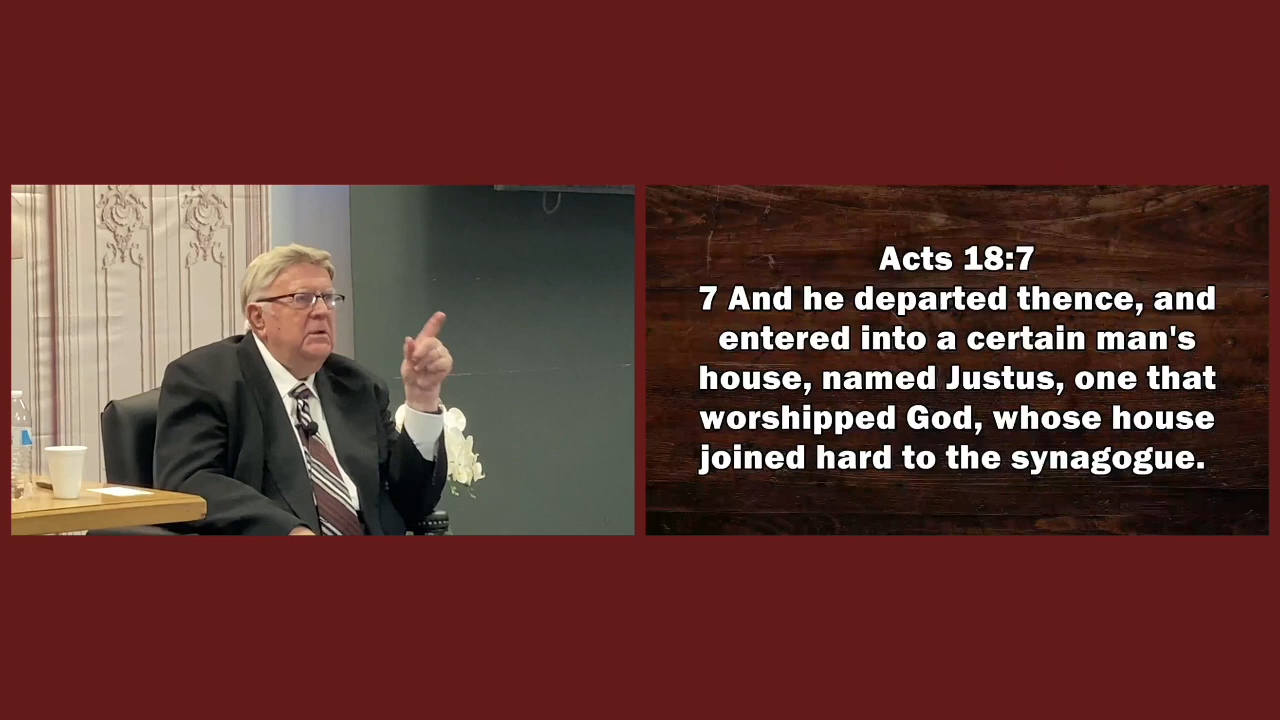 Acts 18:7
7 And he departed thence, and
entered into a certain man's
house, named Justus, one that
worshipped God, whose house
joined hard to the synagogue.